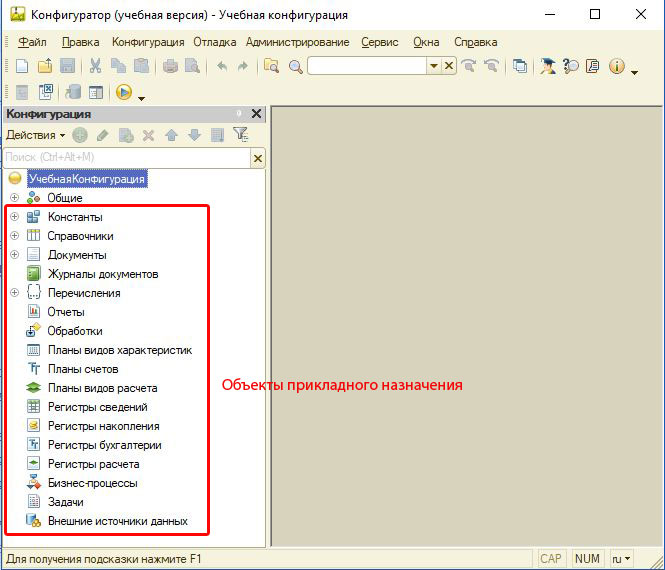 Конфигуратор (учебная версия) - Учебная конфигурация
Файл Правка Конфигурация Отладка Администрирование Сервис Окна Справка
Конфигурация
Действия
Поиск (Ctrl+Alt+M)
УчебнаяКонфигурация
Общие
Константы
Справочники
Документы
Журналы документов
Перечисления
Отчеты
Обработки
Планы видов характеристик
Планы счетов
Планы видов расчета
Объекты прикладного назначения
Регистры сведений
Регистры накопления
Регистры бухгалтерии
Регистры расчета
Бизнес-процессы
Задачи
Внешние источники данных
Для получения подсказки нажмите F1 CAP NUM ru